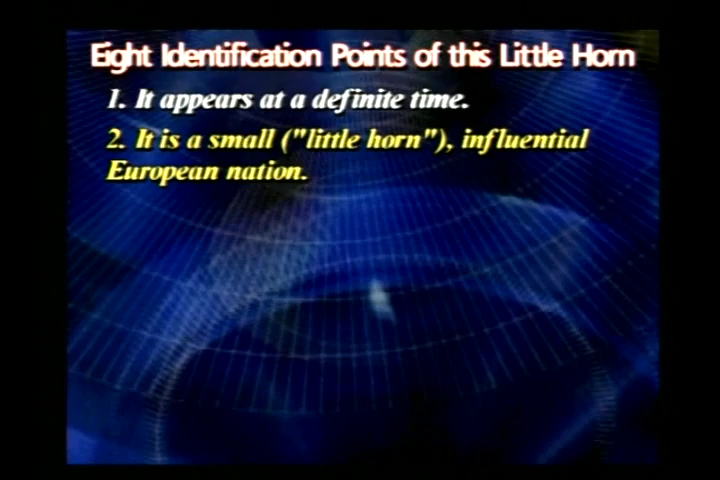 Eight Identification Points of this Little Horn
1. It appears at a definite time.
2. It is a small ("little horn"), influential
European nation.